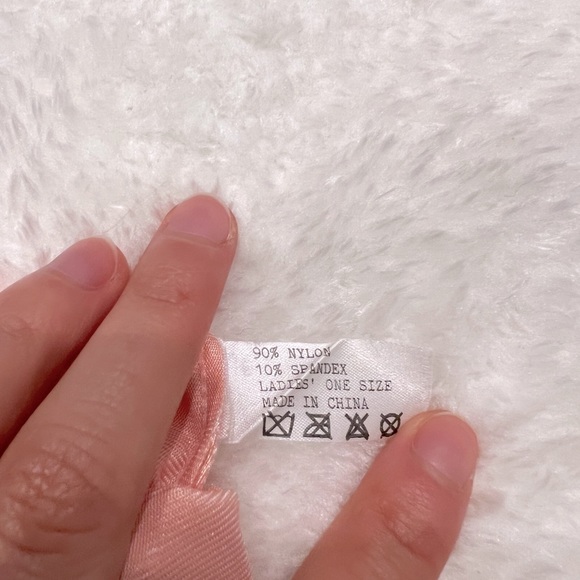 90% NYLON
10% SPANDEX
LADIES' ONE SIZE
MADE IN CHINA